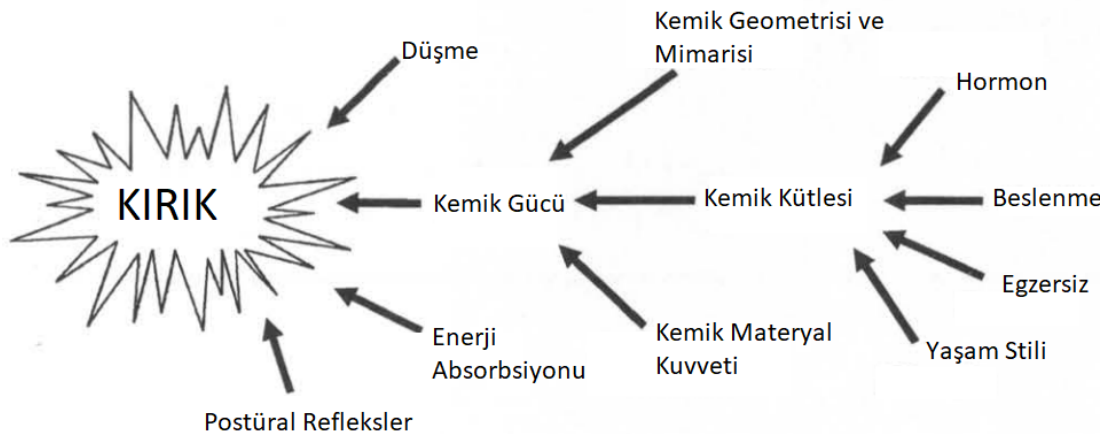 Kemik Geometrisi ve
Mimarisi
Düşme
Hormon
KIRIK
Kemik Gücü
Kemik Kütlesi
Beslenme
Egzersiz
Enerji
Absorbsiyonu
Kemik Materyal
Kuvveti
Yaşam Stili
Postüral Refleksler